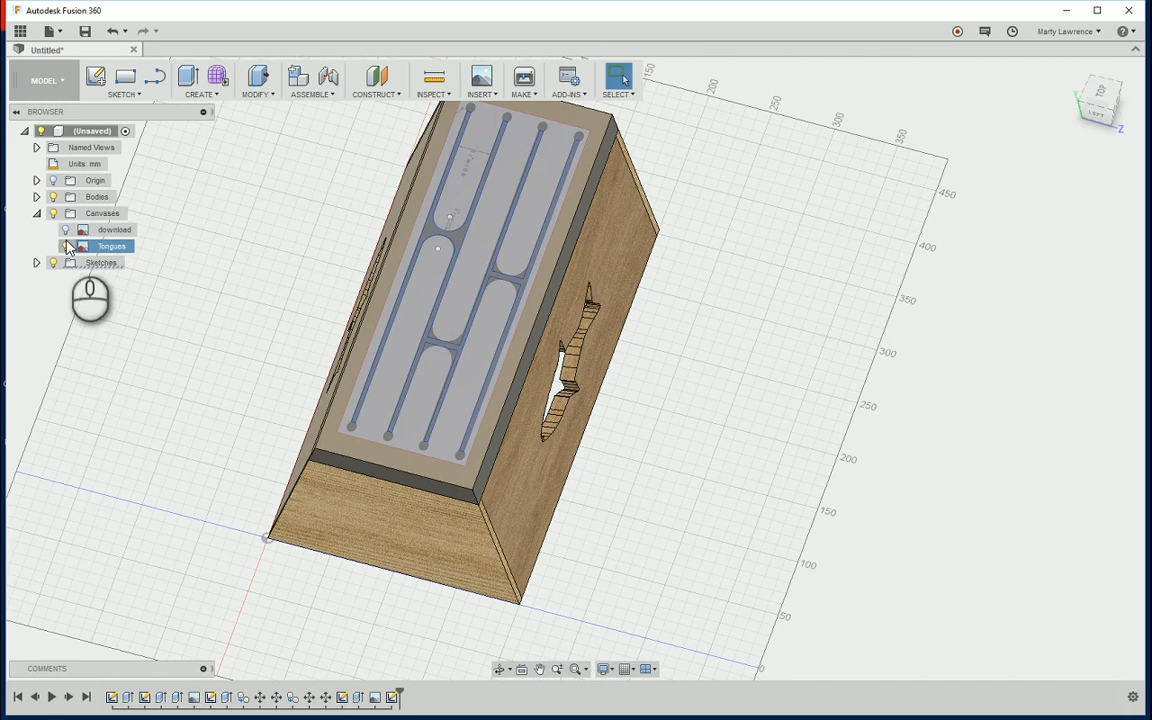 Autodesk Fusion 360
Marty Lawrence
Untitled*
MODEL
SKETCH
CREATE
MODIFY
ASSEMBLE
CONSTRUCT
INSPECT
INSERT
MAKE
ADD-INS
SELECT
BROWSER
(Unsaved)
Named Views
Units: mm
Origin
Bodies
Canvases
download
Tongues
Sketches
TOP
LEFT
Y
Z
150
200
250
300
350
450
400
350
300
250
200
150
100
50
0
COMMENTS